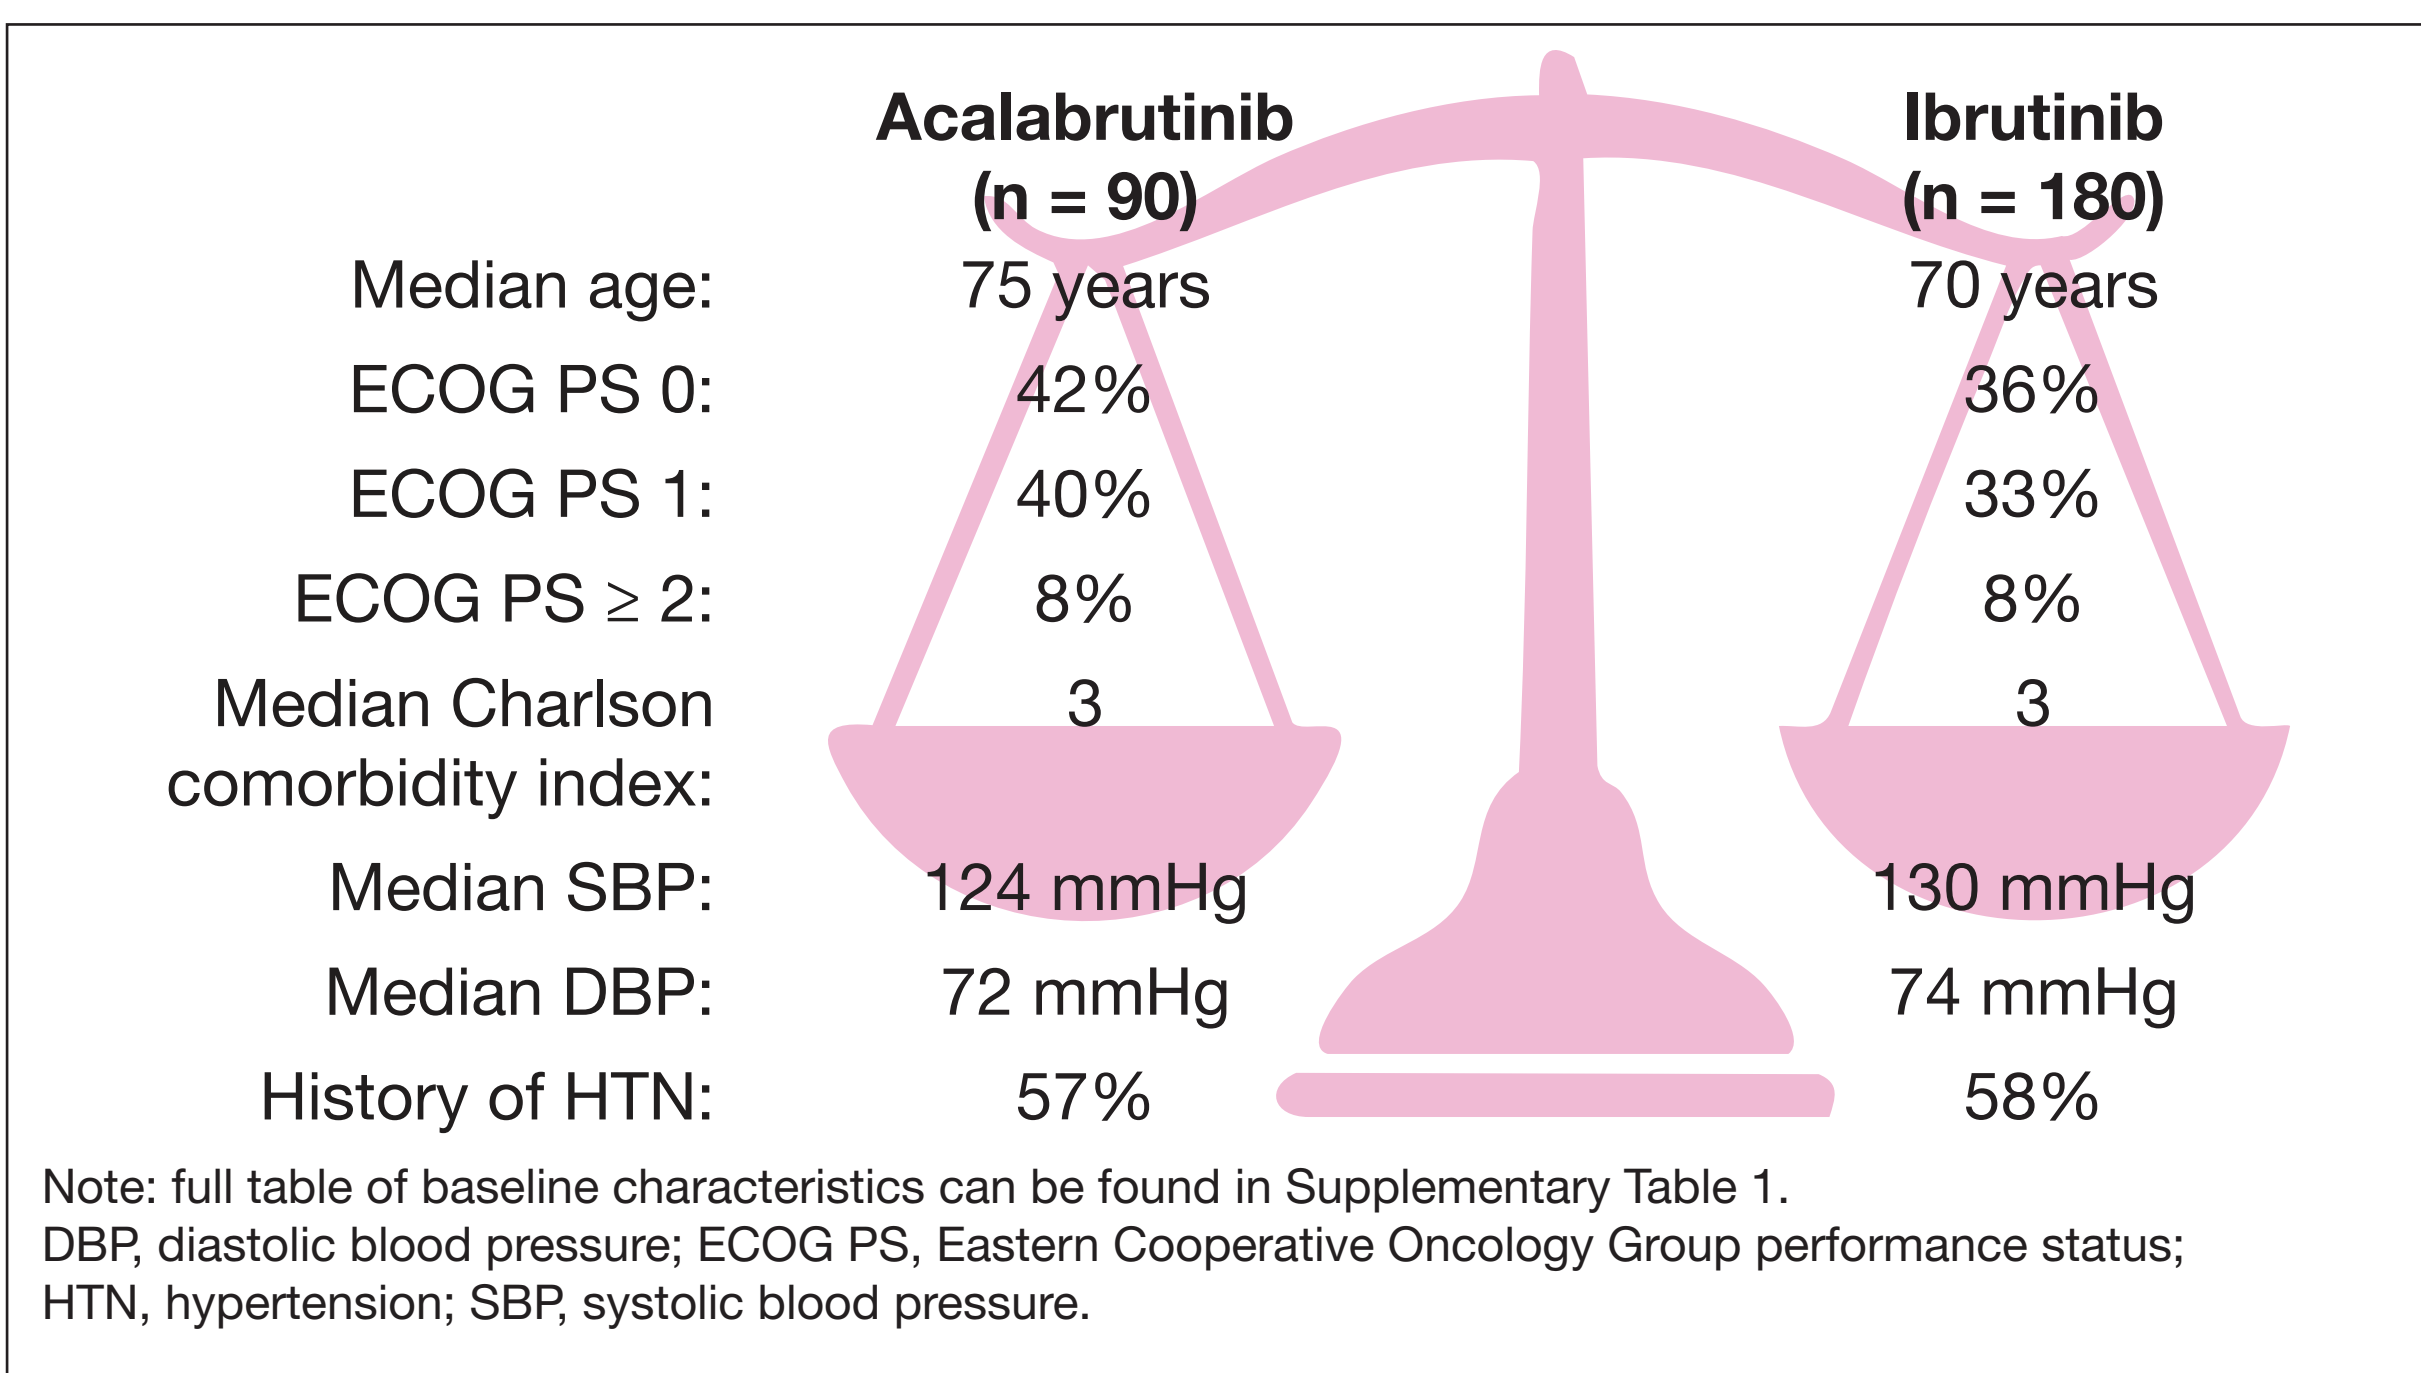 Acalabrutinib Ibrutinib
(n = 90) (n = 180)
Median age: 75 years 70 years
ECOG PS 0: 42% 36%
ECOG PS 1: 40% 33%
ECOG PS ≥ 2: 8% 8%
Median Charlson 3 3
comorbidity index:
Median SBP: 124 mmHg 130 mmHg
Median DBP: 72 mmHg 74 mmHg
History of HTN: 57% 58%
Note: full table of baseline characteristics can be found in Supplementary Table 1.
DBP, diastolic blood pressure; ECOG PS, Eastern Cooperative Oncology Group performance status;
HTN, hypertension; SBP, systolic blood pressure.